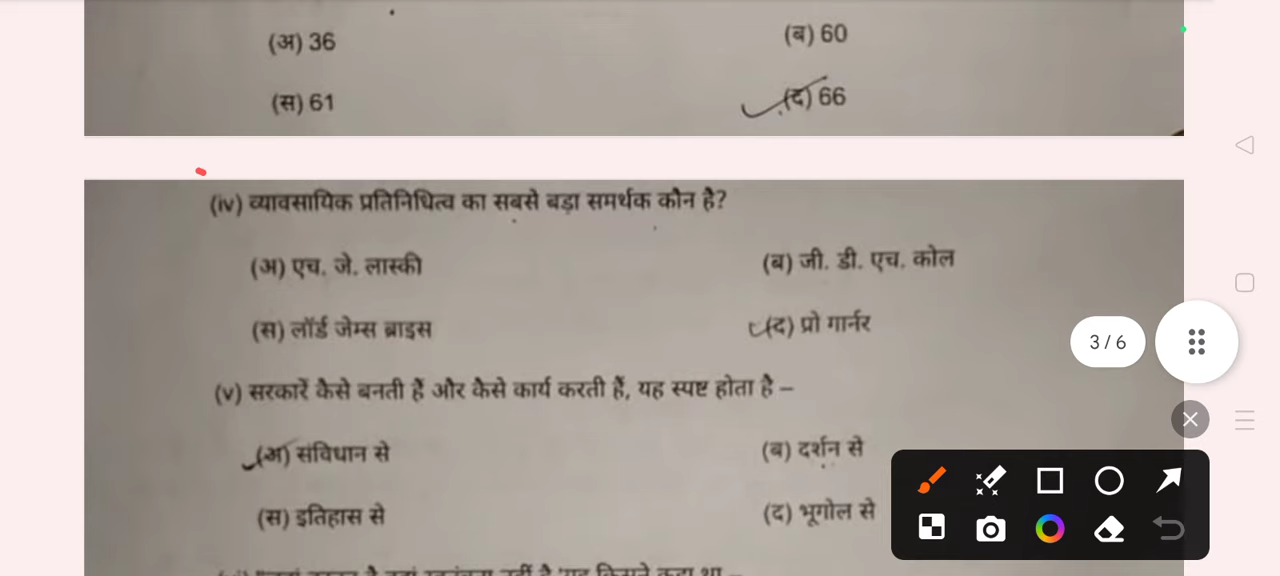 (अ) 36
(ब) 60
(स) 61
(द) 66
(iv) व्यावसायिक प्रतिनिधित्व का सबसे बड़ा समर्थक कौन है?
(अ) एच. जे. लास्की
(ब) जी. डी. एच. कोल
(स) लॉर्ड जेम्स ब्राइस
(द) प्रो गार्नर
3 / 6
(v) सरकारें कैसे बनती हैं और कैसे कार्य करती हैं, यह स्पष्ट होता है –
(अ) संविधान से
(ब) दर्शन से
(स) इतिहास से
(द) भूगोल से